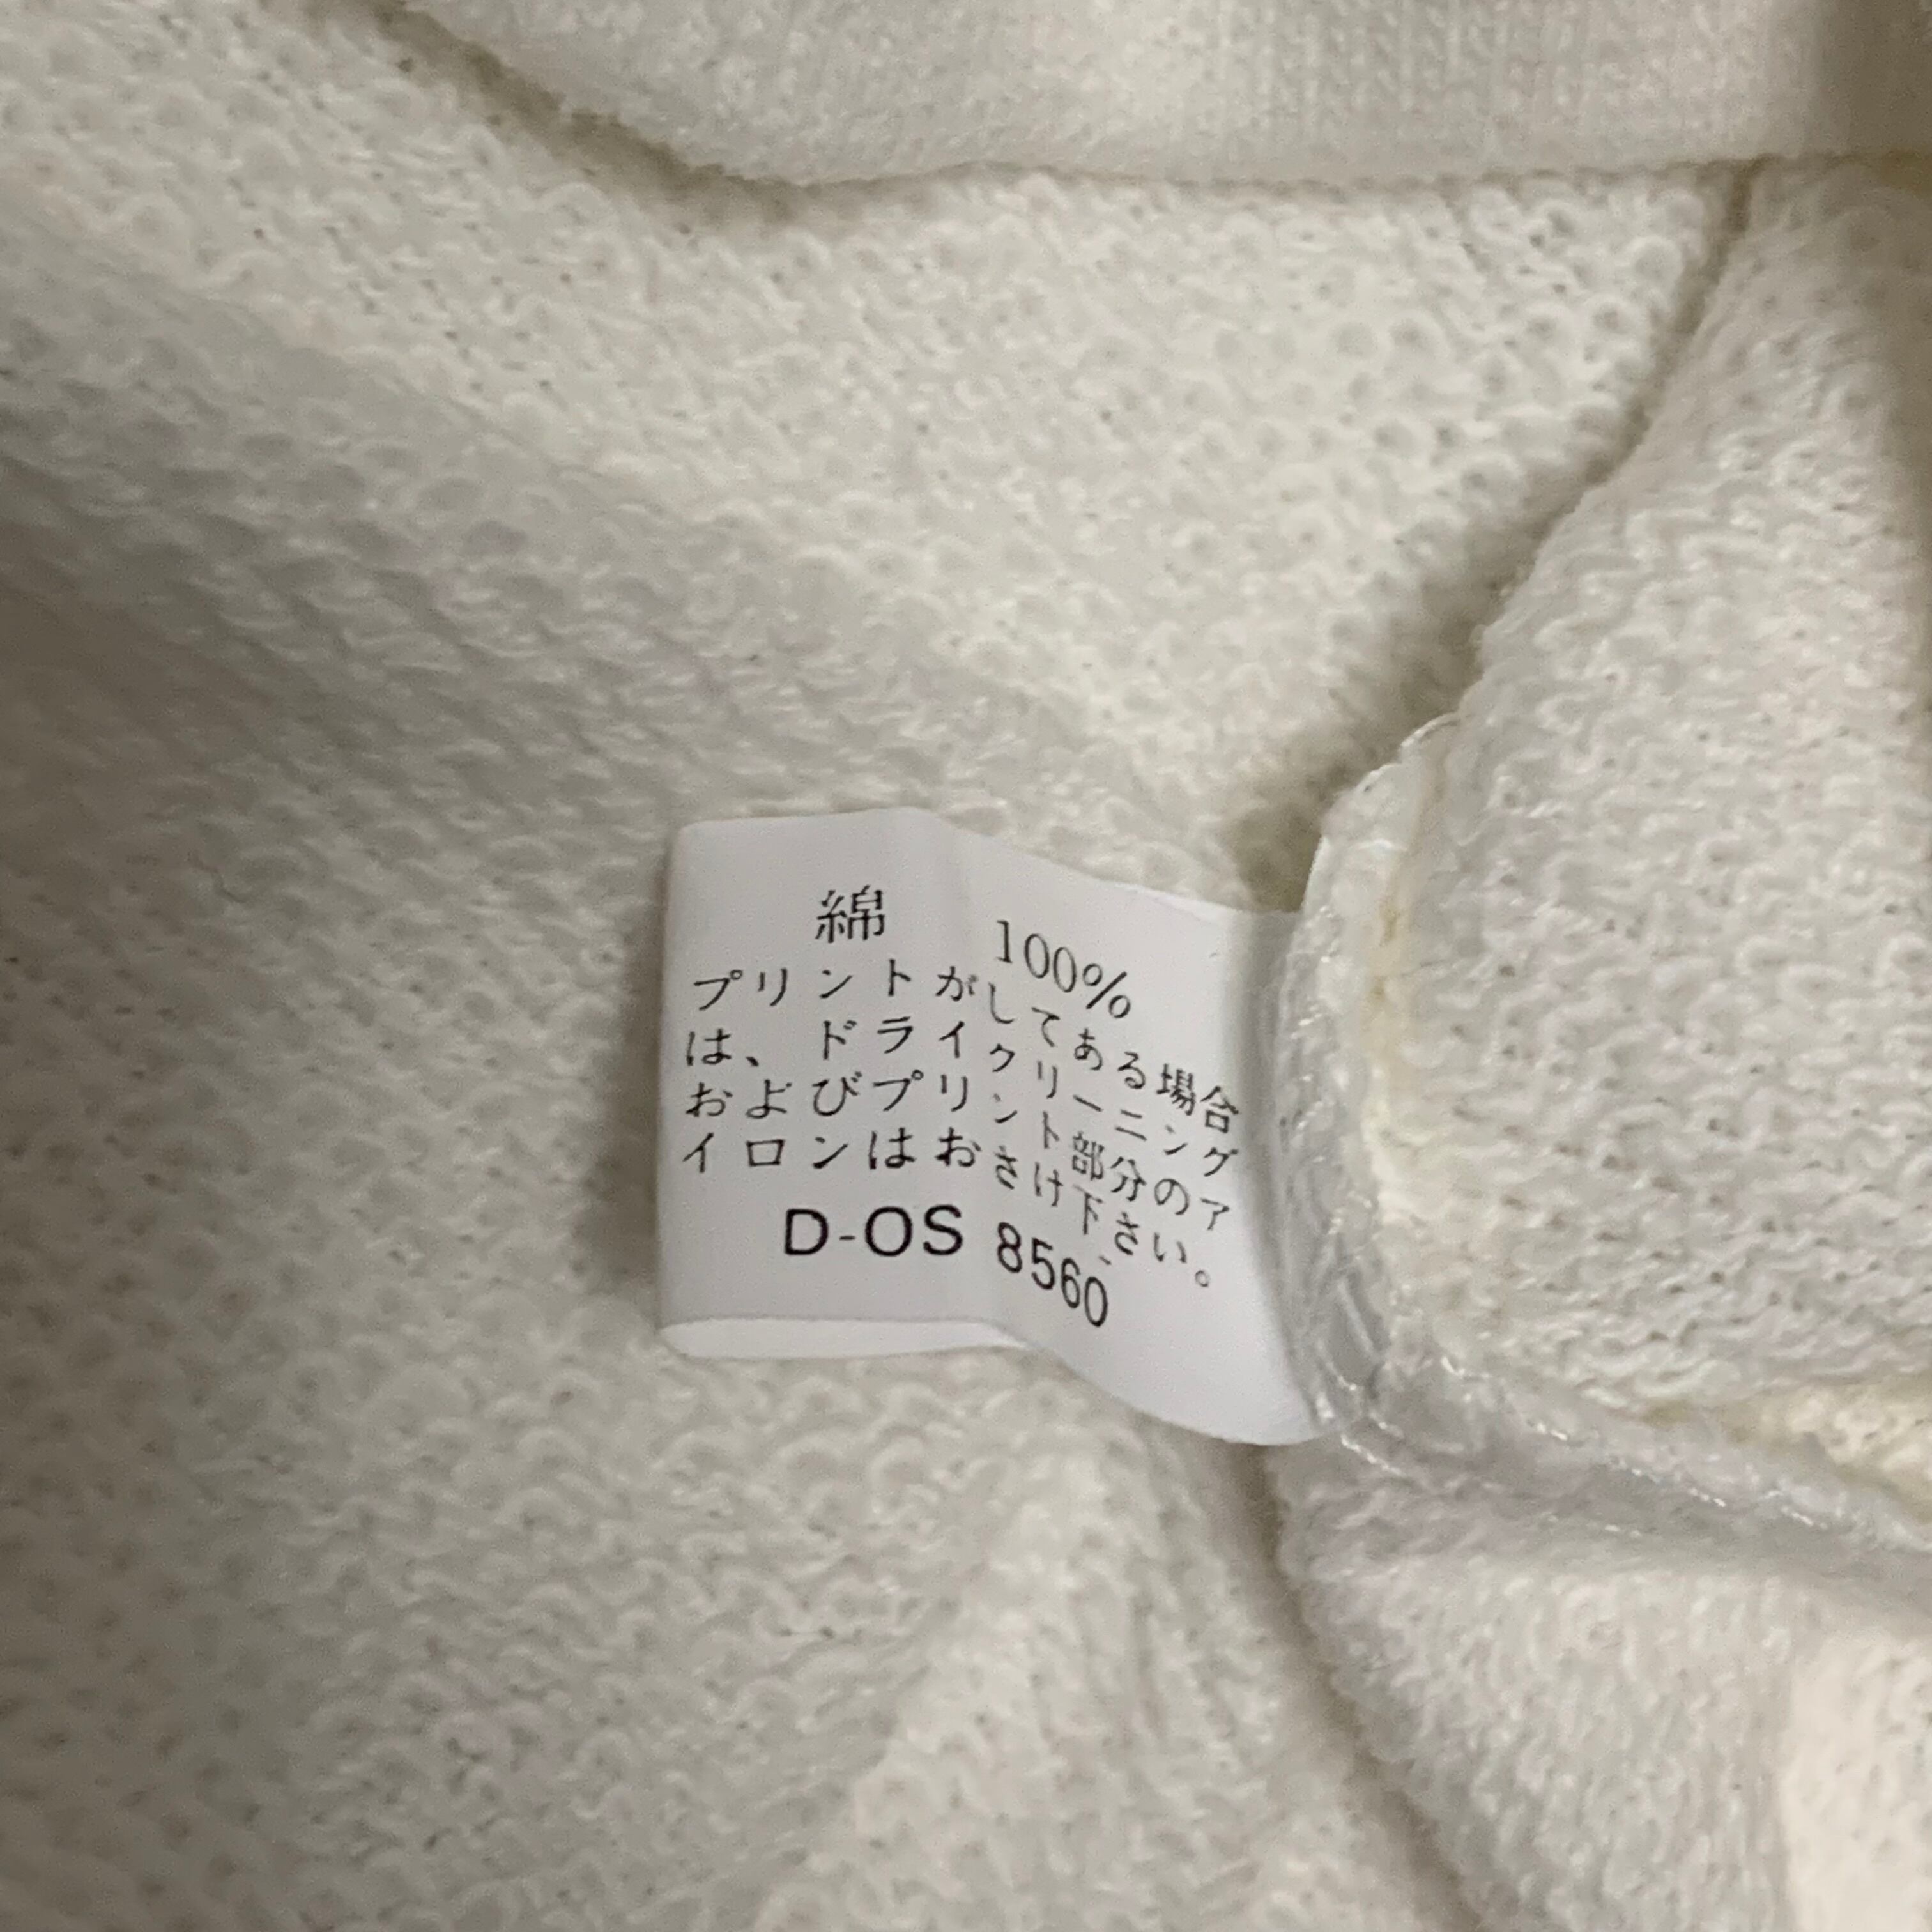 綿 100%
プリントがしてある場合
は、ドライクリーニング
およびプリント部分のア
イロンはおさけ下さい。
D-OS 8560